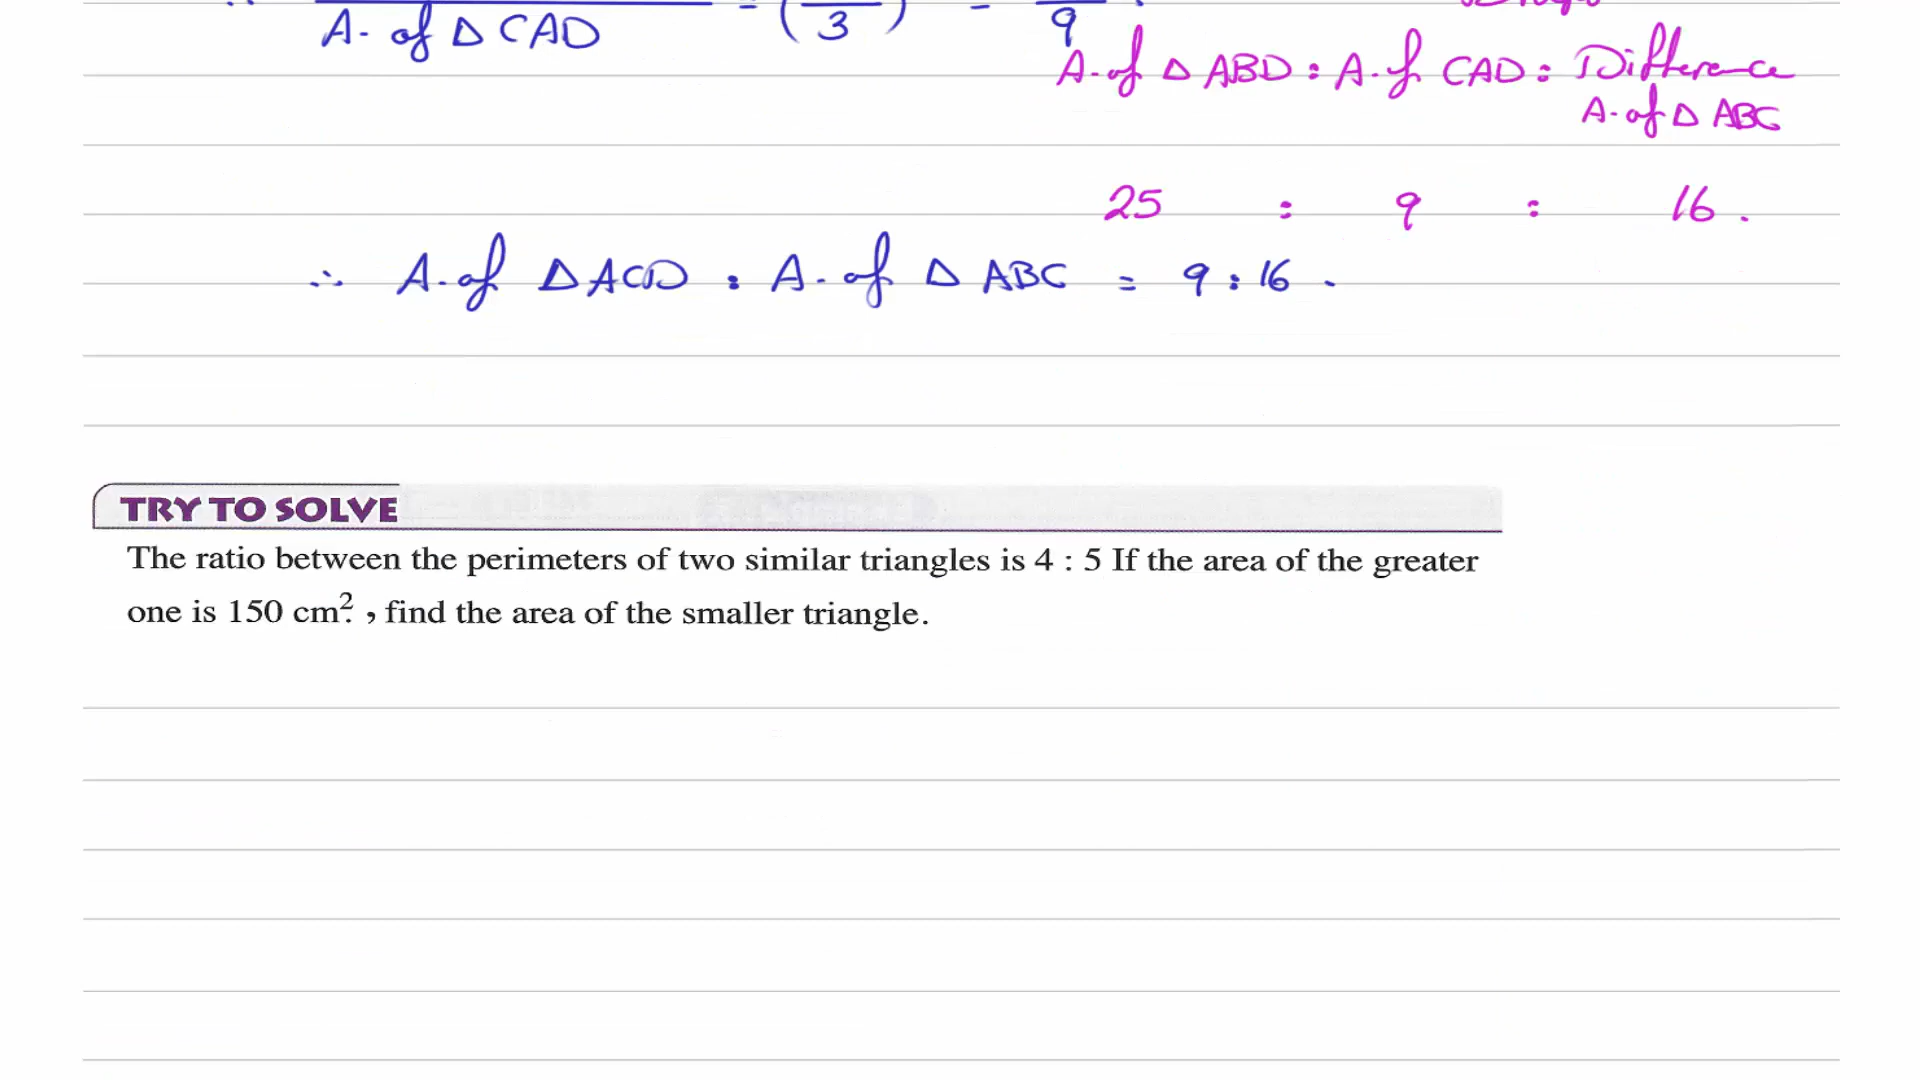 A. of Δ CAD = ( 3 ) = 9
A. of Δ ABD : A. of CAD : Difference
A. of Δ ABC
25 : 9 : 16 .
∴ A. of Δ ACD : A. of Δ ABC = 9 : 16 .
TRY TO SOLVE
The ratio between the perimeters of two similar triangles is 4 : 5 If the area of the greater
one is 150 cm². , find the area of the smaller triangle.